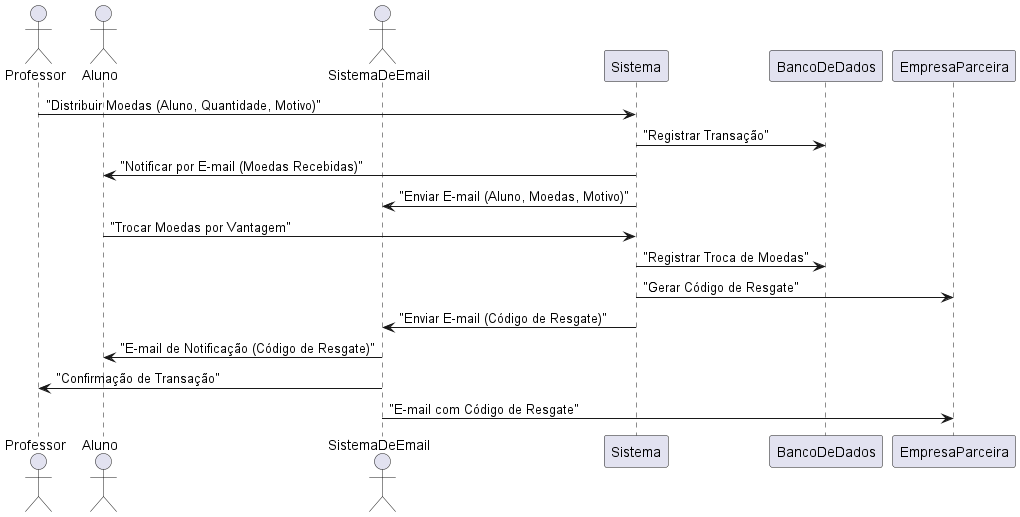 Professor
Aluno
SistemaDeEmail
Sistema
BancoDeDados
EmpresaParceira
"Distribuir Moedas (Aluno, Quantidade, Motivo)"
"Registrar Transação"
"Notificar por E-mail (Moedas Recebidas)"
"Enviar E-mail (Aluno, Moedas, Motivo)"
"Trocar Moedas por Vantagem"
"Registrar Troca de Moedas"
"Gerar Código de Resgate"
"Enviar E-mail (Código de Resgate)"
"E-mail de Notificação (Código de Resgate)"
"Confirmação de Transação"
"E-mail com Código de Resgate"
Professor
Aluno
SistemaDeEmail
Sistema
BancoDeDados
EmpresaParceira